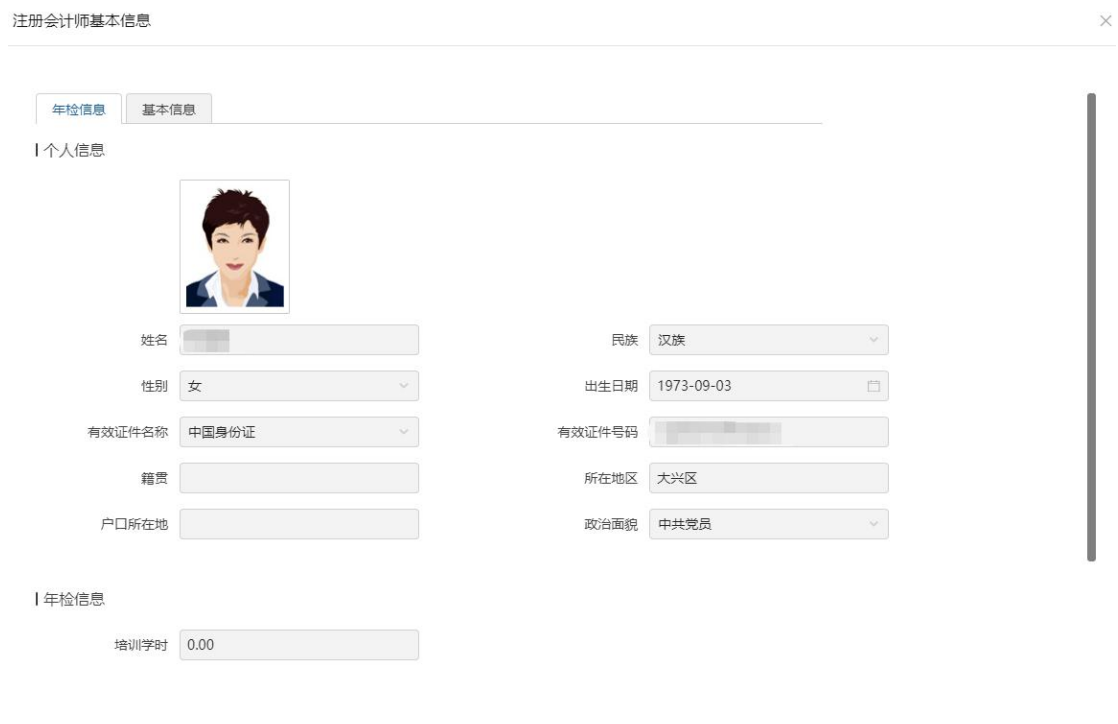 注册会计师基本信息
年检信息 基本信息
个人信息
姓名 民族 汉族
性别 女 出生日期 1973-09-03
有效证件名称 中国身份证 有效证件号码
籍贯 所在地区 大兴区
户口所在地 政治面貌 中共党员
年检信息
培训学时 0.00